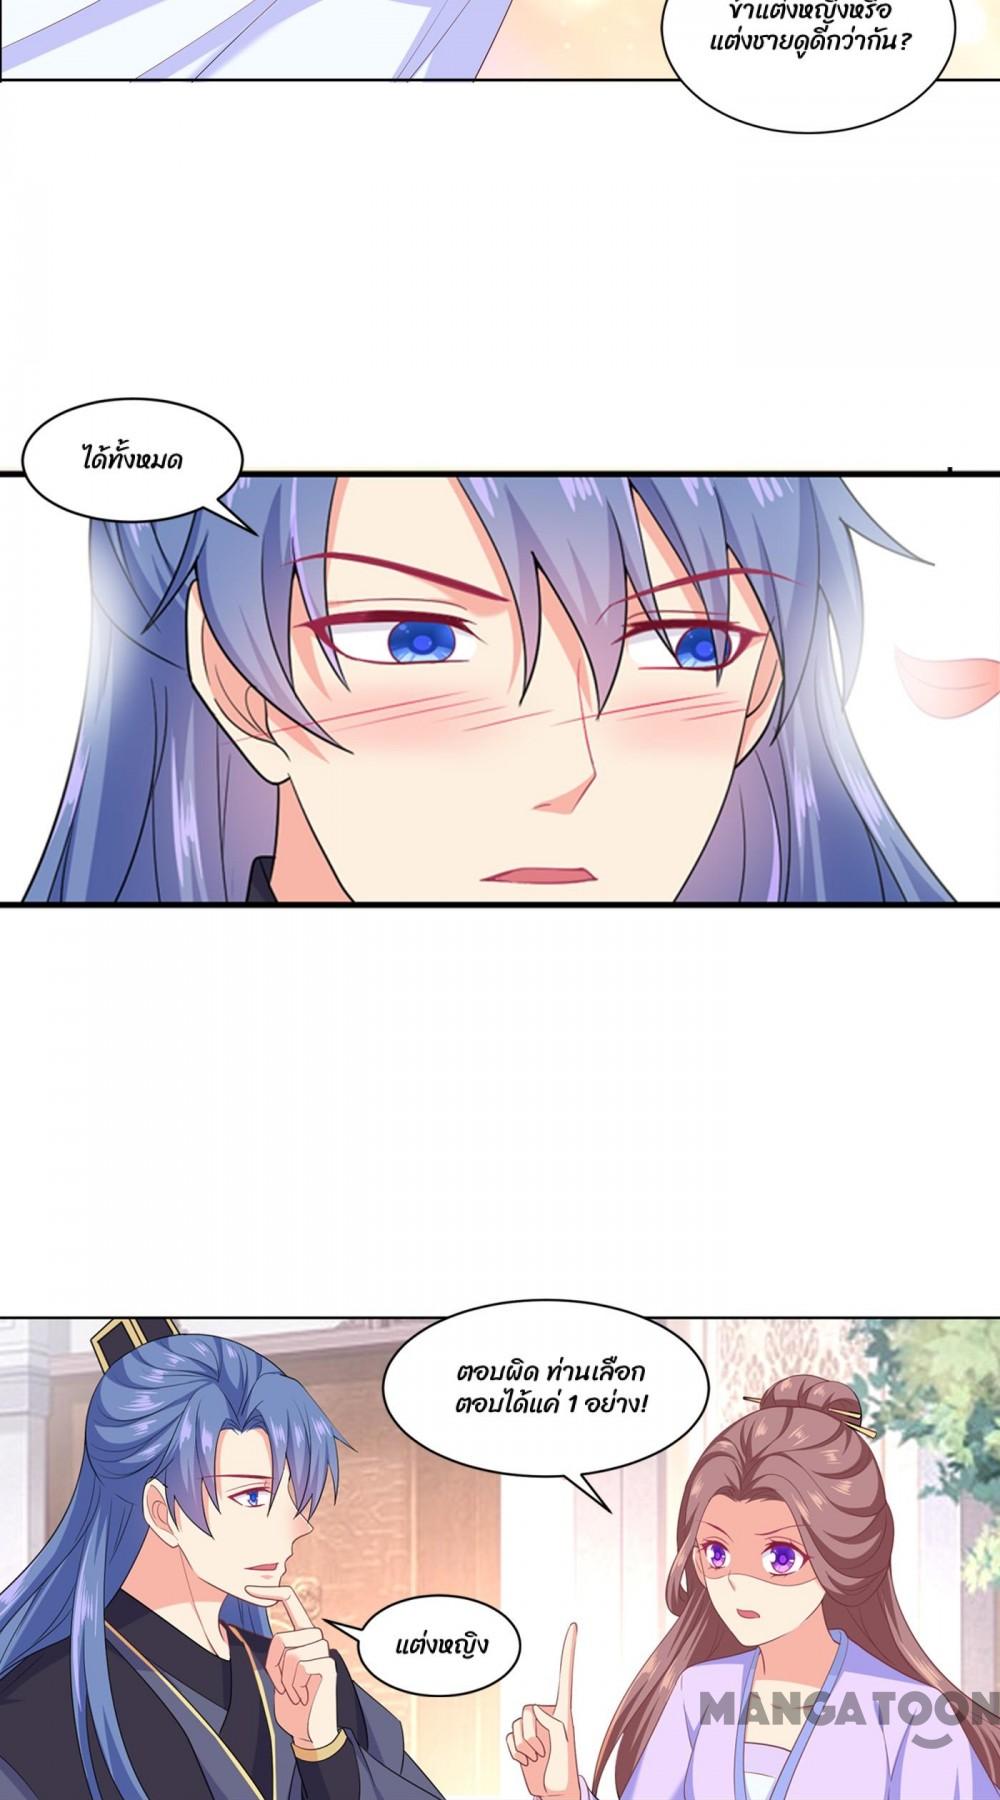 ข้าแต่งหญิงหรือ
แต่งชายดูดีกว่ากัน?
ได้ทั้งหมด
ตอบผิด ท่านเลือก
ตอบได้แค่ 1 อย่าง!
แต่งหญิง
MANGATOON